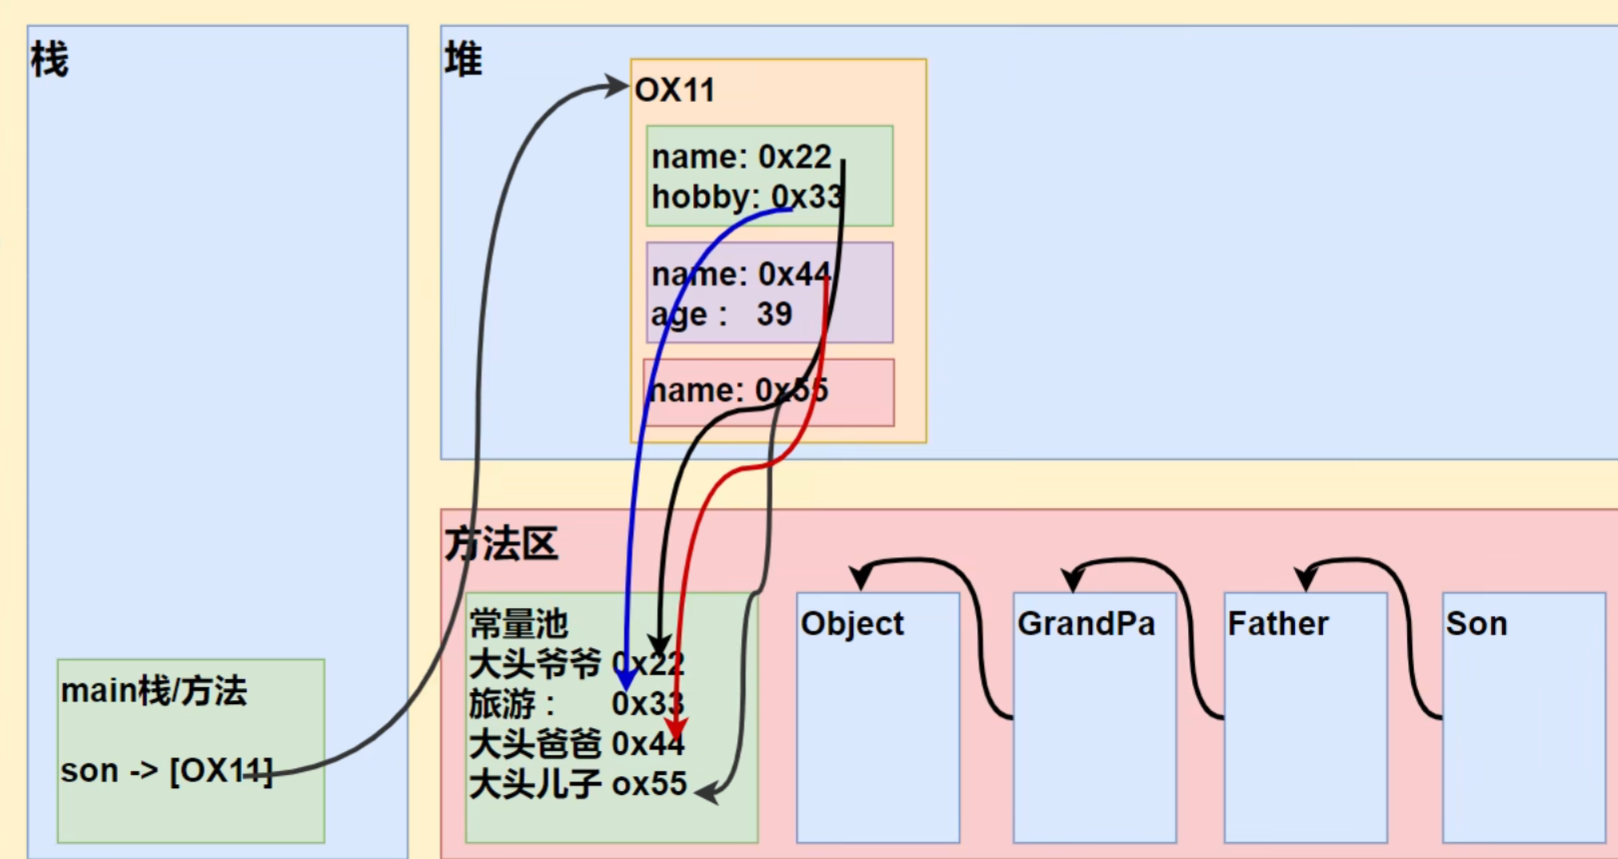 栈
堆
OX11
name: 0x22
hobby: 0x33
name: 0x44
age :   39
name: 0x55
方法区
常量池
大头爷爷 0x22
旅游 :      0x33
大头爸爸 0x44
大头儿子 ox55
Object
GrandPa
Father
Son
main栈/方法
son -> [OX11]